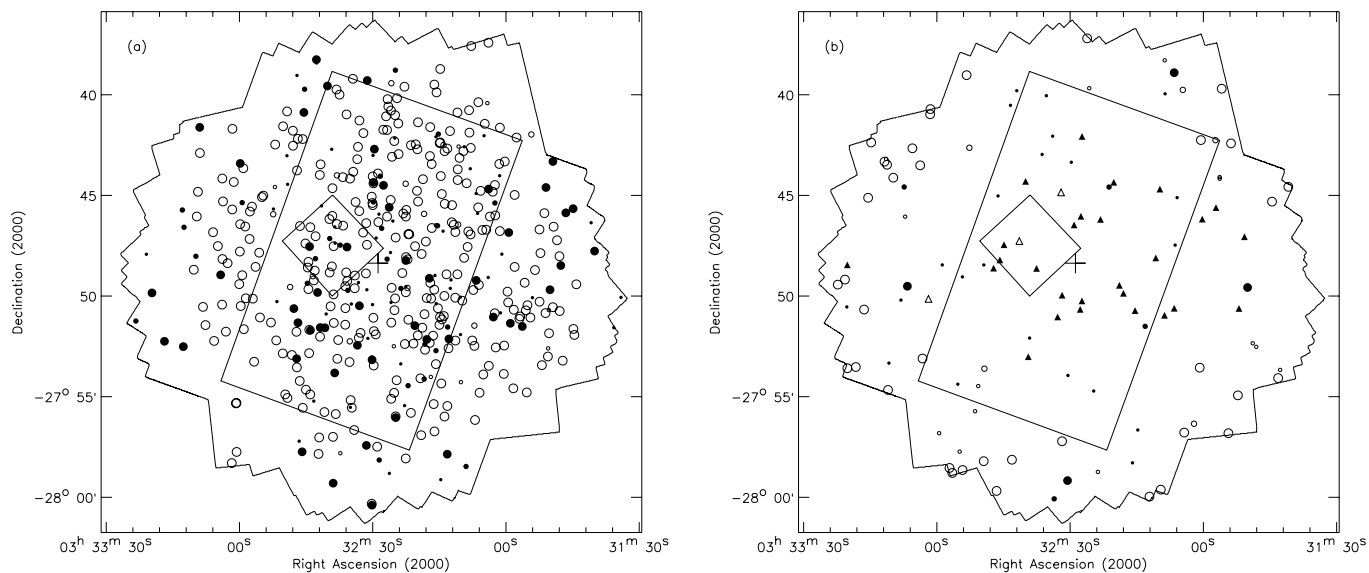 (a)
40
45
50
−27° 55'
−28° 00'
Declination (2000)
03ʰ 33ᵐ 30ˢ
00ˢ
32ᵐ 30ˢ
00ˢ
31ᵐ 30ˢ
Right Ascension (2000)
(b)
40
45
50
−27° 55'
−28° 00'
Declination (2000)
03ʰ 33ᵐ 30ˢ
00ˢ
32ᵐ 30ˢ
00ˢ
31ᵐ 30ˢ
Right Ascension (2000)